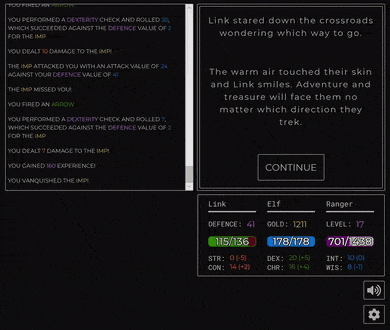 YOU FIRED AN ARROW
YOU PERFORMED A DEXTERITY CHECK AND ROLLED 20,
WHICH SUCCEEDED AGAINST THE DEFENCE VALUE OF 2
FOR THE IMP
YOU DEALT 10 DAMAGE TO THE IMP!
THE IMP ATTACKED YOU WITH AN ATTACK VALUE OF 24
AGAINST YOUR DEFENCE VALUE OF 41
THE IMP MISSED YOU!
YOU FIRED AN ARROW
YOU PERFORMED A DEXTERITY CHECK AND ROLLED 7,
WHICH SUCCEEDED AGAINST THE DEFENCE VALUE OF 2
FOR THE IMP
YOU DEALT 7 DAMAGE TO THE IMP!
YOU GAINED 160 EXPERIENCE!
YOU VANQUISHED THE IMP!
Link stared down the crossroads
wondering which way to go.
The warm air touched their skin
and Link smiles. Adventure and
treasure will face them no
matter which direction they
trek.
CONTINUE
Link Elf Ranger
DEFENCE: 41 GOLD: 1211 LEVEL: 17
115/136 178/178 701/1438
STR: 0 (-5) DEX: 20 (+5) INT: 10 (0)
CON: 14 (+2) CHR: 18 (+4) WIS: 8 (-1)